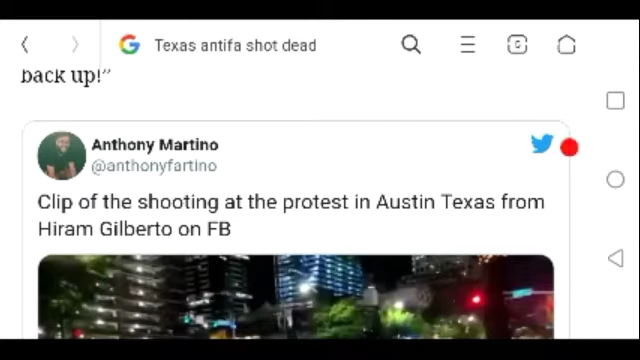 Texas antifa shot dead
back up!”
Anthony Martino
@anthonyfartino
Clip of the shooting at the protest in Austin Texas from
Hiram Gilberto on FB